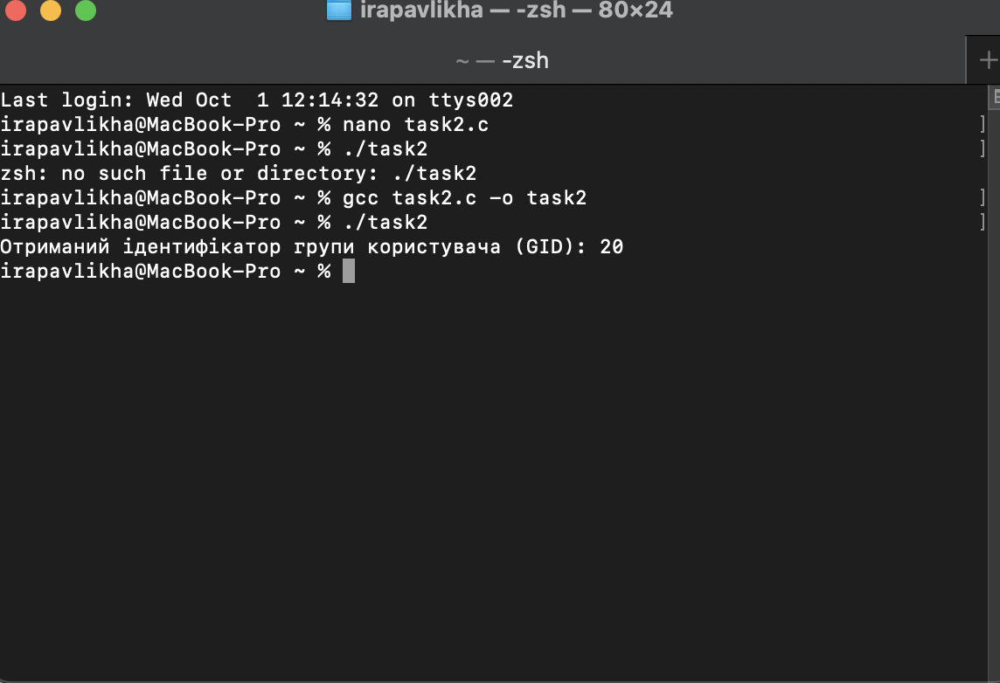 irapavlikha — -zsh — 80×24
~ — -zsh
Last login: Wed Oct  1 12:14:32 on ttys002
irapavlikha@MacBook-Pro ~ % nano task2.c
irapavlikha@MacBook-Pro ~ % ./task2
zsh: no such file or directory: ./task2
irapavlikha@MacBook-Pro ~ % gcc task2.c -o task2
irapavlikha@MacBook-Pro ~ % ./task2
Отриманий ідентифікатор групи користувача (GID): 20
irapavlikha@MacBook-Pro ~ %